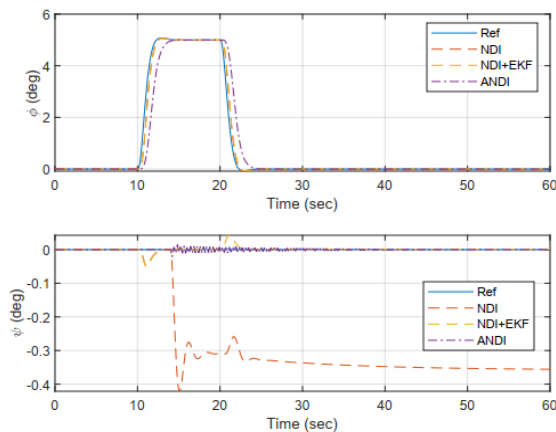 6
4
2
0
ϕ (deg)
Ref
NDI
NDI+EKF
ANDI
0 10 20 30 40 50 60
Time (sec)
0
-0.1
-0.2
-0.3
-0.4
ψ (deg)
Ref
NDI
NDI+EKF
ANDI
0 10 20 30 40 50 60
Time (sec)